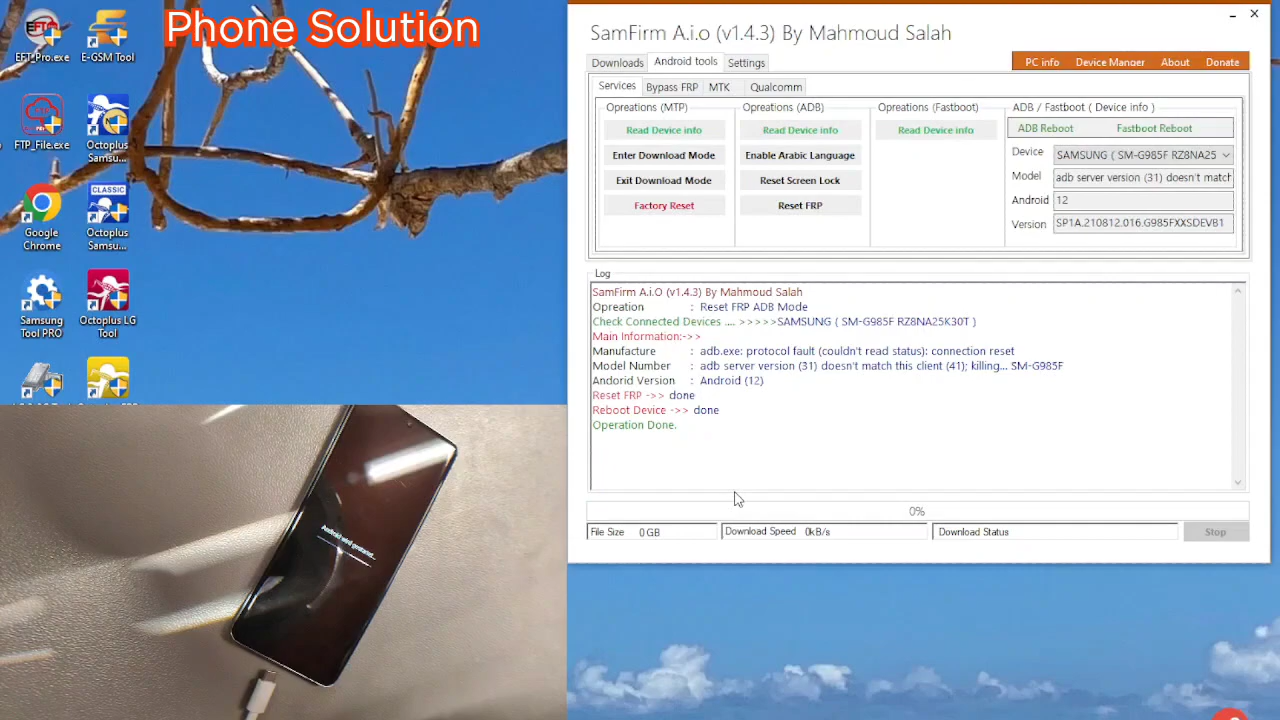 Phone Solution
EFT_Pro.exe
E-GSM Tool
FTP_File.exe
Octoplus
Samsu...
CLASSIC
Google
Chrome
Octoplus
Samsu...
Samsung
Tool PRO
Octoplus LG
Tool
SamFirm A.i.o (v1.4.3) By Mahmoud Salah
Downloads
Android tools
Settings
PC info
Device Manger
About
Donate
Services
Bypass FRP
MTK
Qualcomm
Opreations (MTP)
Read Device info
Enter Download Mode
Exit Download Mode
Factory Reset
Opreations (ADB)
Read Device info
Enable Arabic Language
Reset Screen Lock
Reset FRP
Opreations (Fastboot)
Read Device info
ADB / Fastboot ( Device info )
ADB Reboot
Fastboot Reboot
Device SAMSUNG ( SM-G985F RZ8NA25
Model adb server version (31) doesn't match
Android 12
Version SP1A.210812.016.G985FXXSDEVB1
Log
SamFirm A.i.O (v1.4.3) By Mahmoud Salah
Opreation : Reset FRP ADB Mode
Check Connected Devices .... >>>>>SAMSUNG ( SM-G985F RZ8NA25K30T )
Main Information:->>
Manufacture : adb.exe: protocol fault (couldn't read status): connection reset
Model Number : adb server version (31) doesn't match this client (41); killing... SM-G985F
Andorid Version : Android (12)
Reset FRP ->> done
Reboot Device ->> done
Operation Done.
0%
File Size 0 GB
Download Speed 0kB/s
Download Status
Stop
Android wird gestartet...